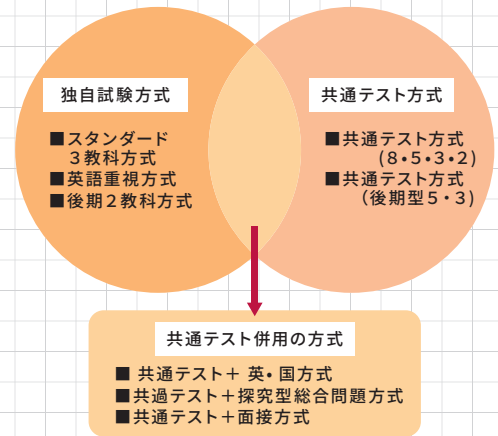 独自試験方式
■スタンダード
３教科方式
■英語重視方式
■後期２教科方式
共通テスト方式
■共通テスト方式
(８・５・３・２)
■共通テスト方式
（後期型５・３)
共通テスト併用の方式
■ 共通テスト＋ 英・国方式
■共過テスト＋探究型総合問題方式
■共通テスト＋面接方式